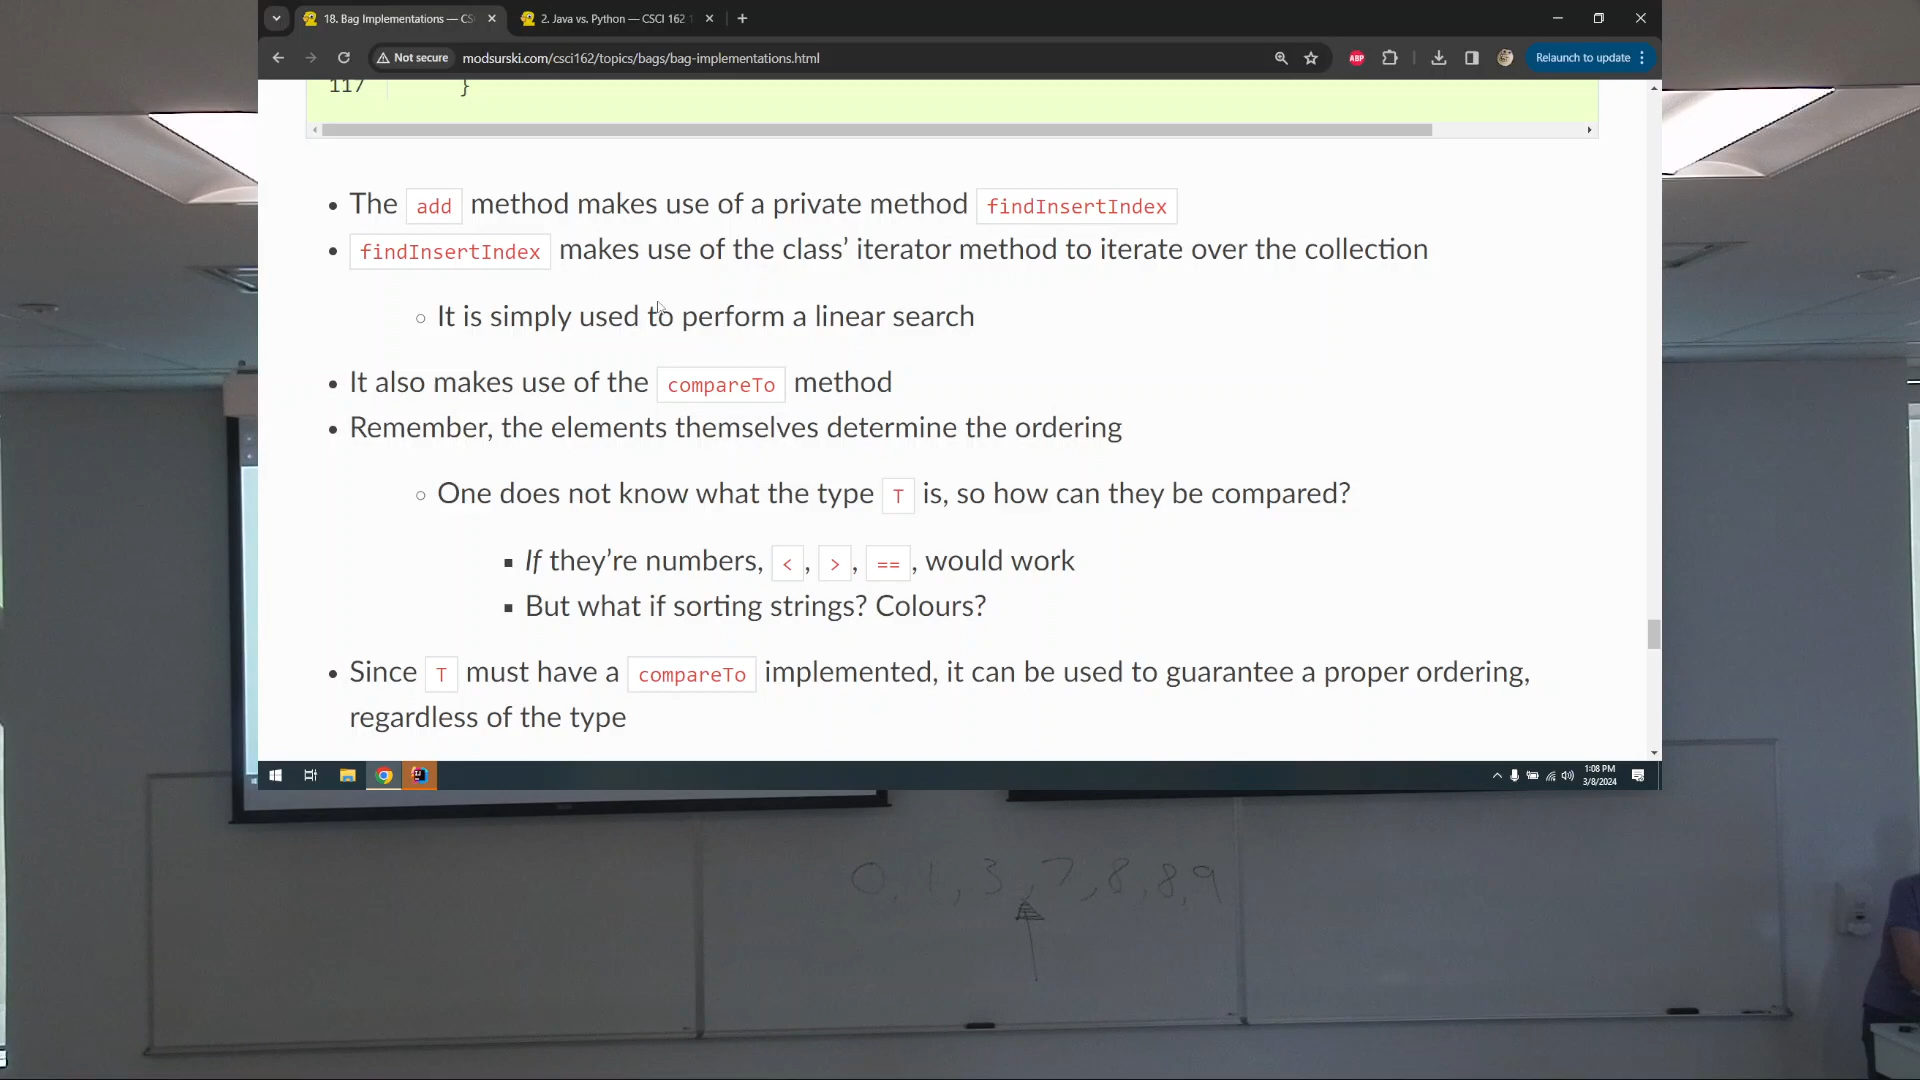 18. Bag Implementations — CS
2. Java vs. Python — CSCI 162 1
Not secure
modsurski.com/csci162/topics/bags/bag-implementations.html
ABP
Relaunch to update
117 }
The add method makes use of a private method findInsertIndex
findInsertIndex makes use of the class’ iterator method to iterate over the collection
It is simply used to perform a linear search
It also makes use of the compareTo method
Remember, the elements themselves determine the ordering
One does not know what the type T is, so how can they be compared?
If they’re numbers, <, >, ==, would work
But what if sorting strings? Colours?
Since T must have a compareTo implemented, it can be used to guarantee a proper ordering,
regardless of the type
1:08 PM
3/8/2024
0, 1, 3, 7, 8, 8, 9